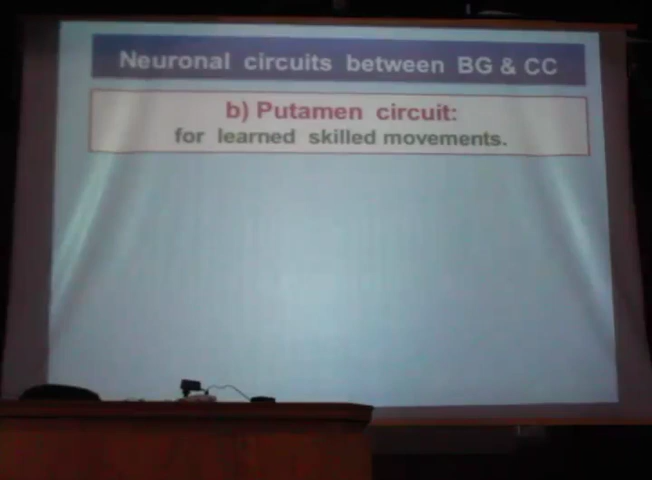 Neuronal circuits between BG & CC
b) Putamen circuit:
for learned skilled movements.